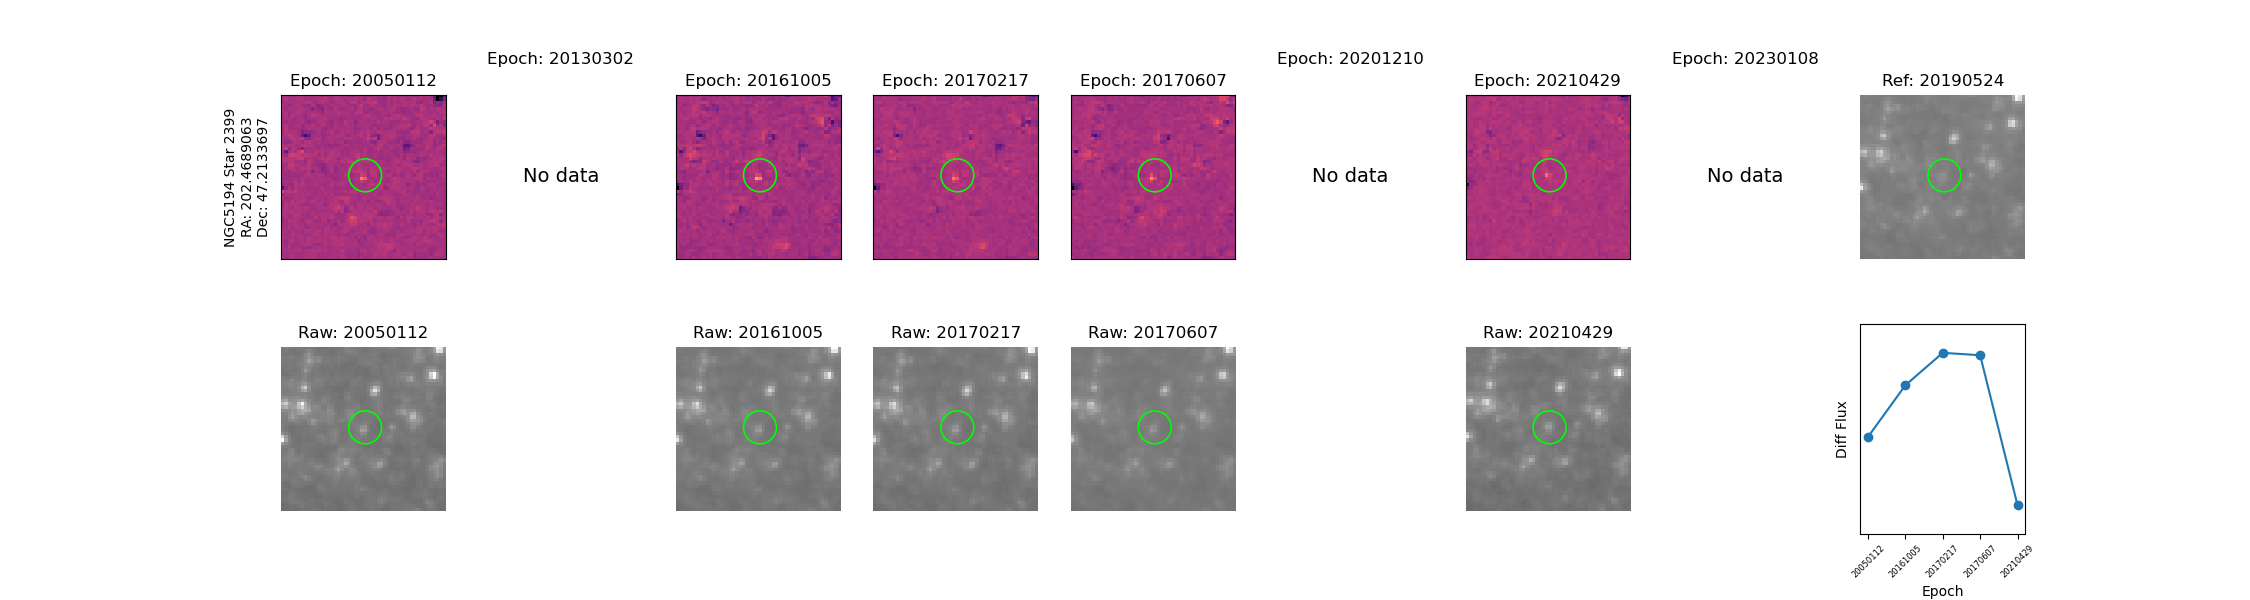 Epoch: 20130302
Epoch: 20201210
Epoch: 20230108
Epoch: 20050112
Epoch: 20161005
Epoch: 20170217
Epoch: 20170607
Epoch: 20210429
Ref: 20190524
NGC5194 Star 2399
RA: 202.4689063
Dec: 47.2133697
No data
No data
No data
Raw: 20050112
Raw: 20161005
Raw: 20170217
Raw: 20170607
Raw: 20210429
Diff Flux
20050112
20161005
20170217
20170607
20210429
Epoch